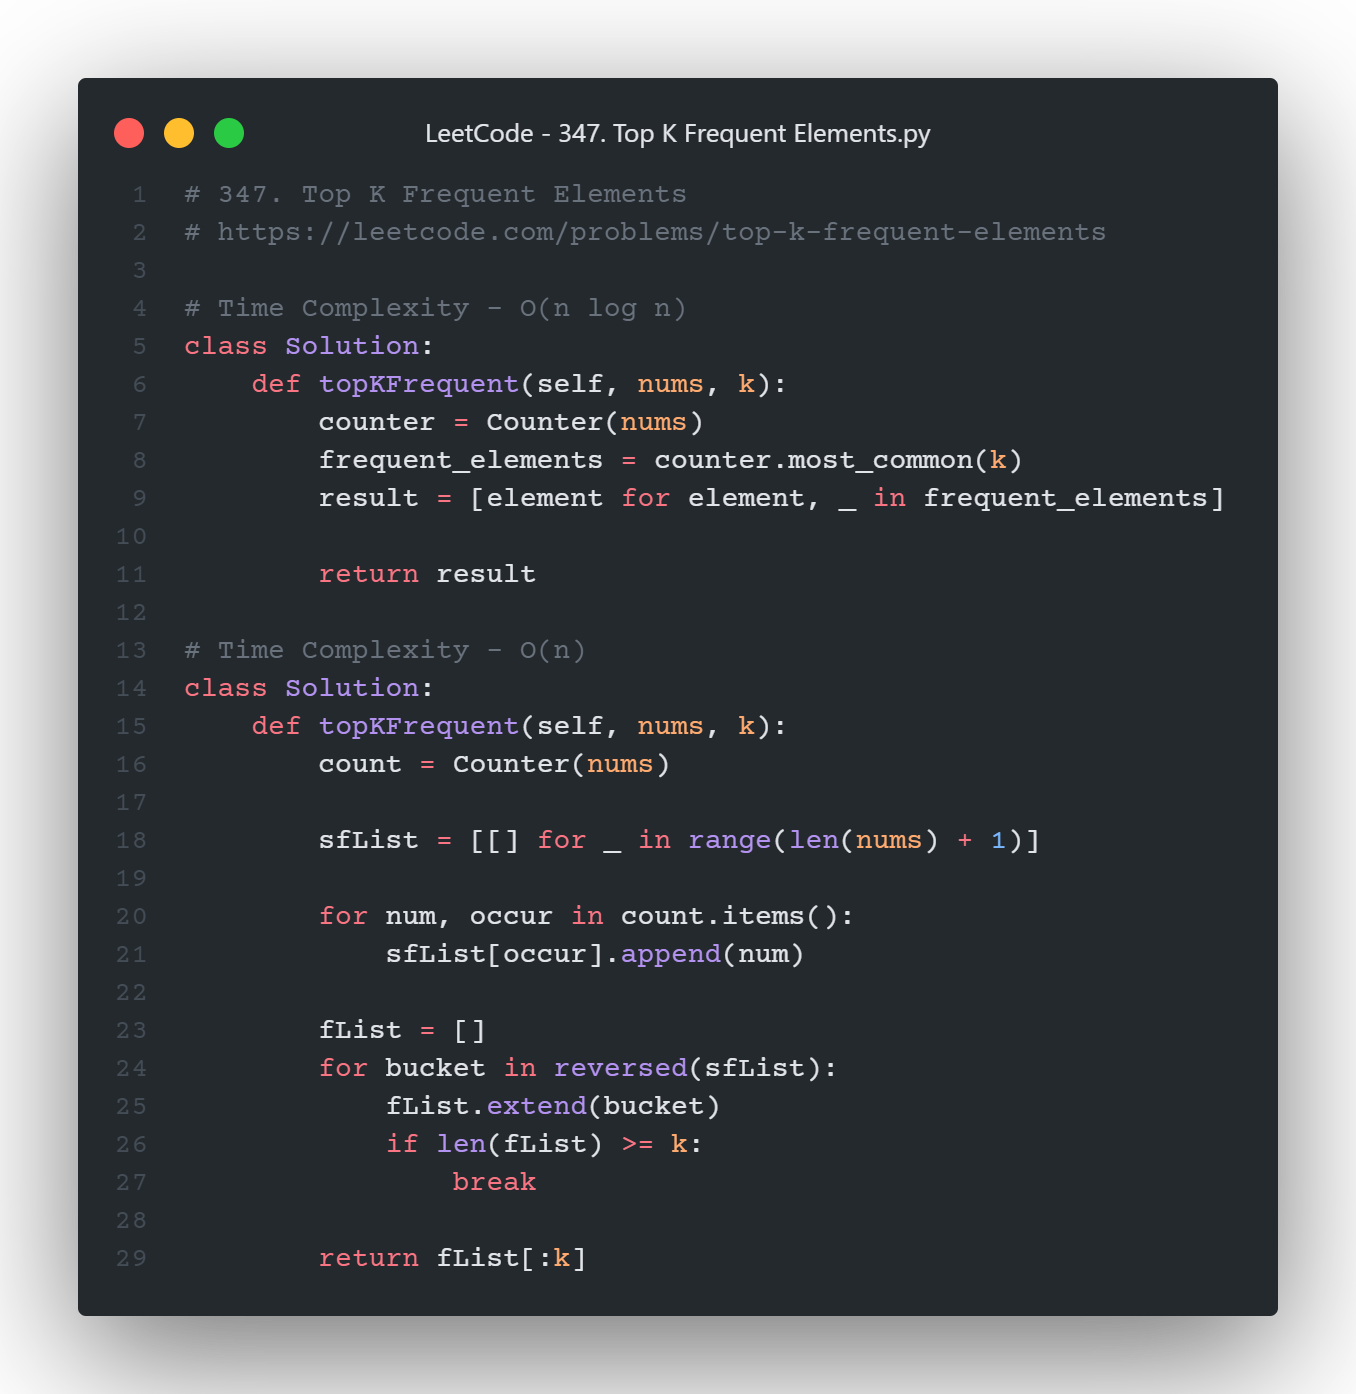 LeetCode - 347. Top K Frequent Elements.py
1 # 347. Top K Frequent Elements
2 # https://leetcode.com/problems/top-k-frequent-elements
3
4 # Time Complexity - O(n log n)
5 class Solution:
6     def topKFrequent(self, nums, k):
7         counter = Counter(nums)
8         frequent_elements = counter.most_common(k)
9         result = [element for element, _ in frequent_elements]
10
11         return result
12
13 # Time Complexity - O(n)
14 class Solution:
15     def topKFrequent(self, nums, k):
16         count = Counter(nums)
17
18         sfList = [[] for _ in range(len(nums) + 1)]
19
20         for num, occur in count.items():
21             sfList[occur].append(num)
22
23         fList = []
24         for bucket in reversed(sfList):
25             fList.extend(bucket)
26             if len(fList) >= k:
27                 break
28
29         return fList[:k]